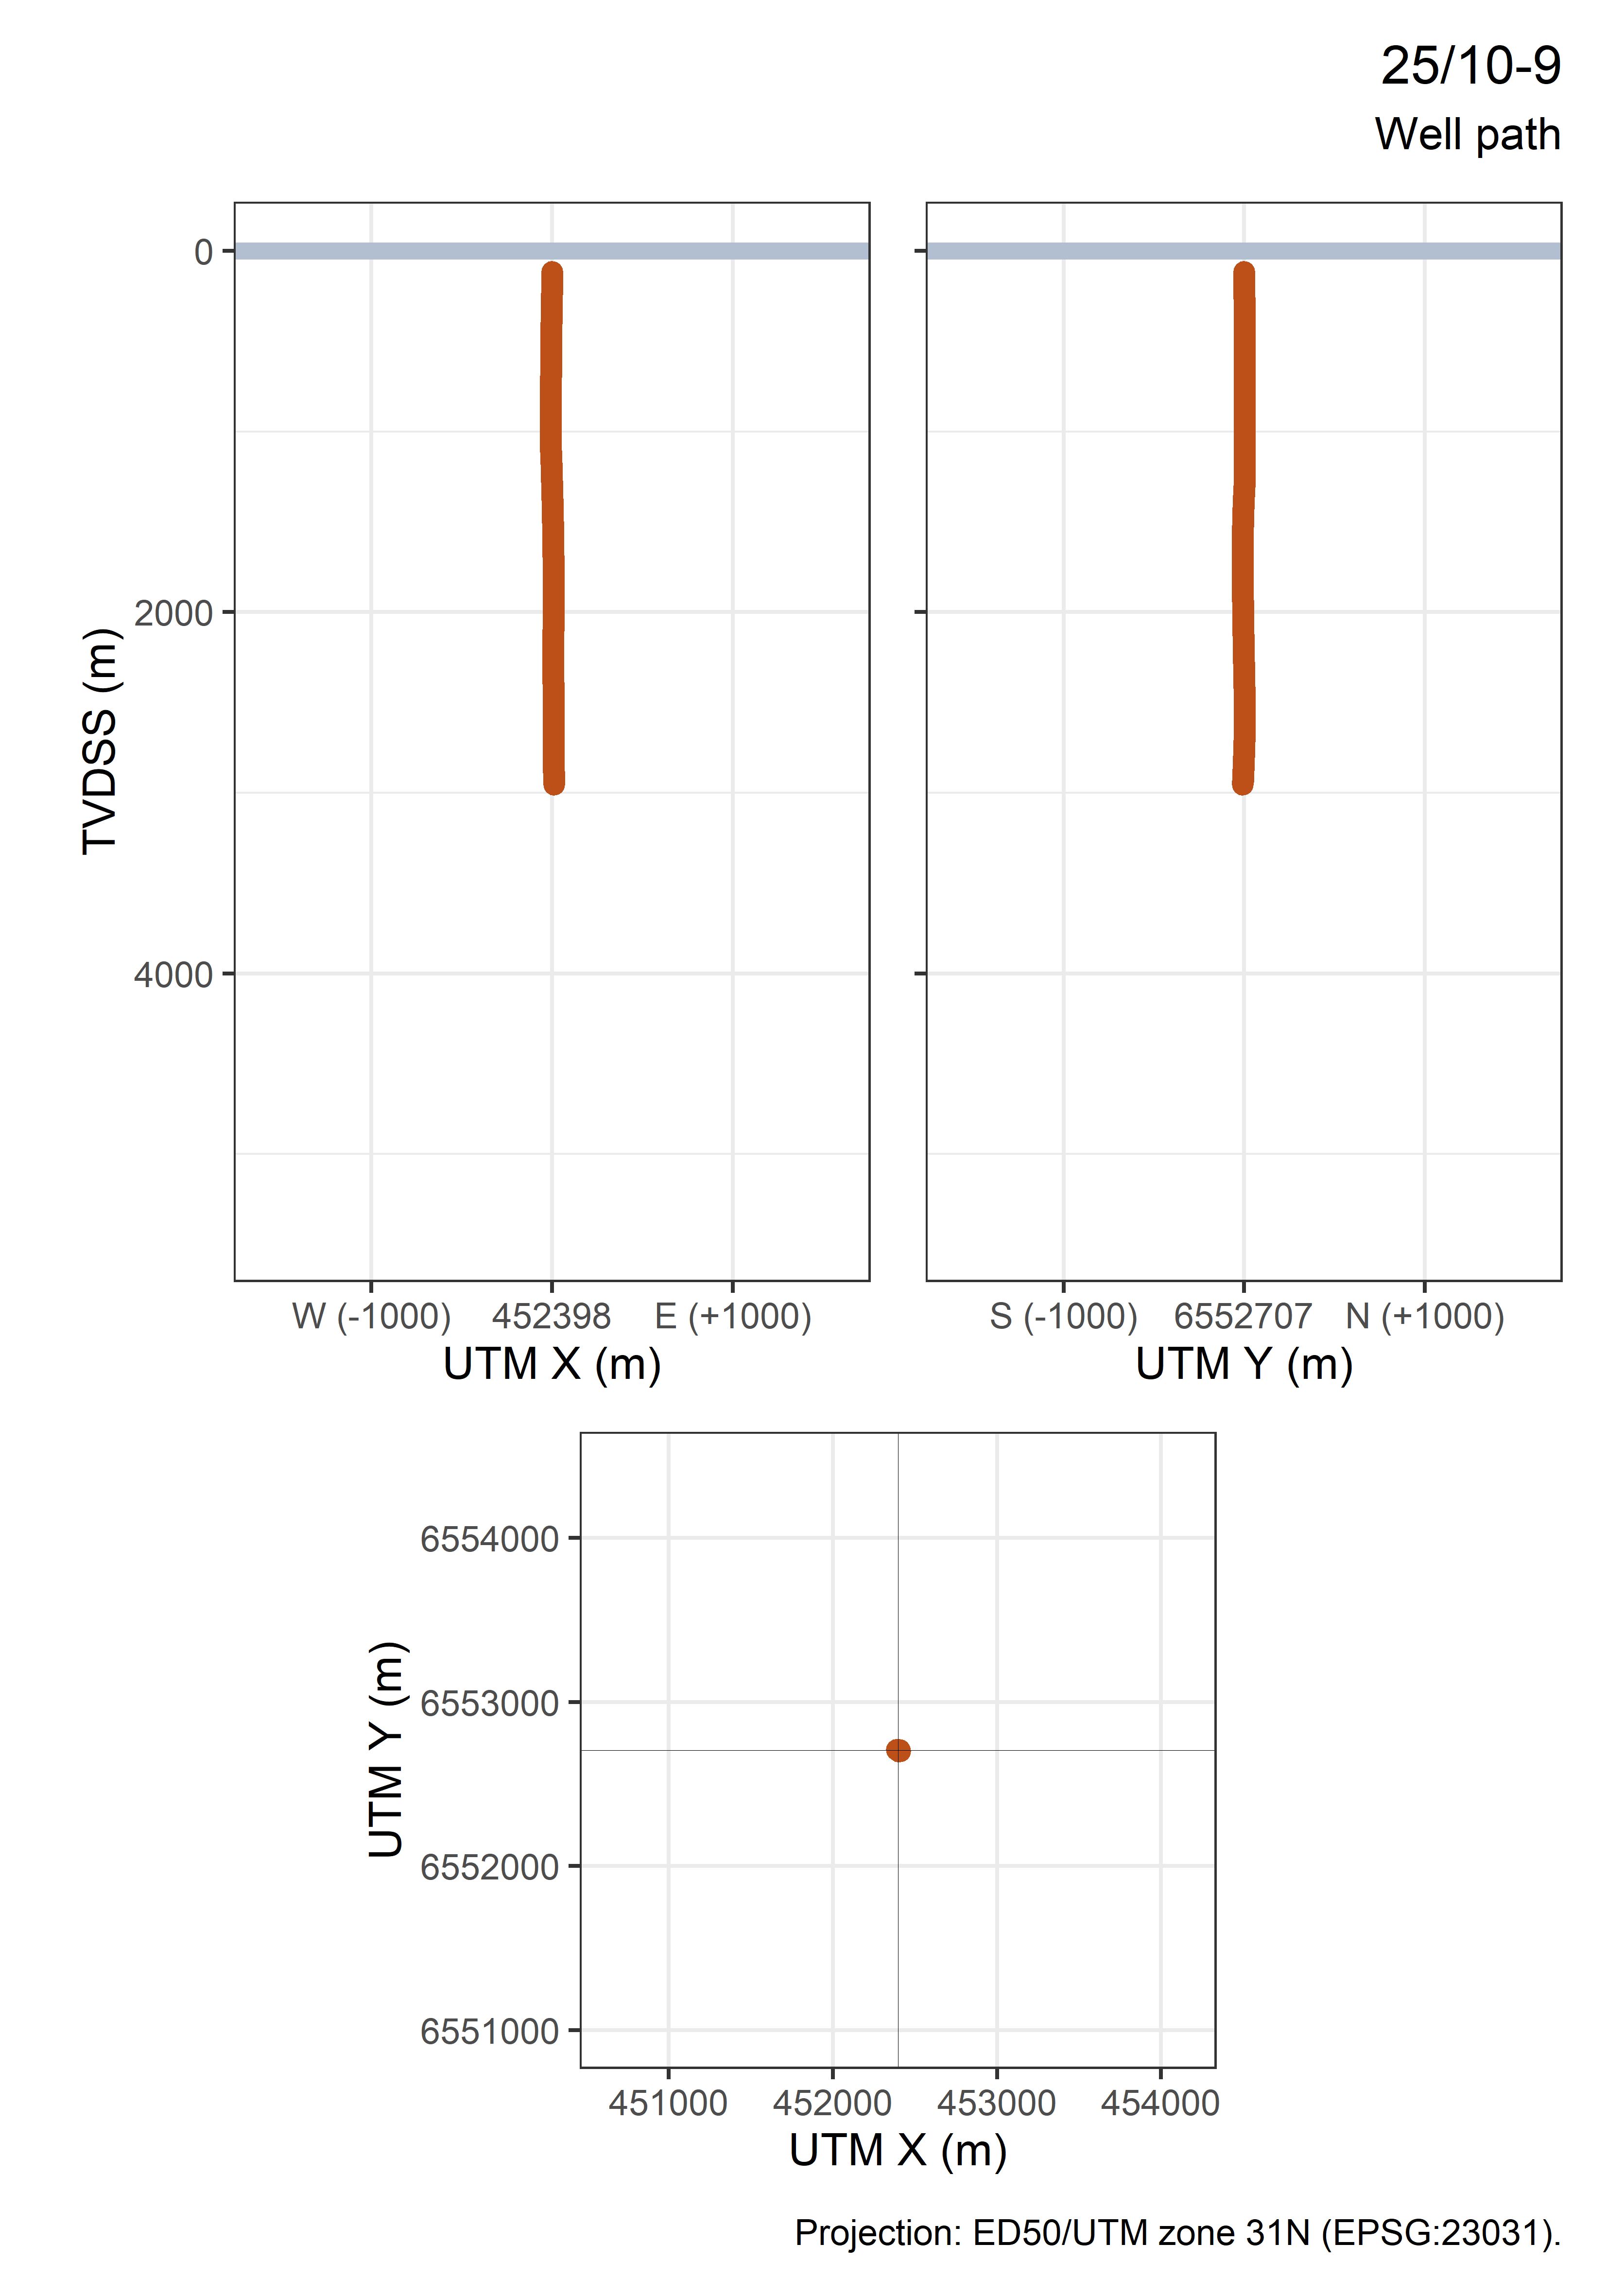 25/10-9
Well path
TVDSS (m)
0
2000
4000
W (-1000) 452398 E (+1000)
UTM X (m)
S (-1000) 6552707 N (+1000)
UTM Y (m)
UTM Y (m)
6554000
6553000
6552000
6551000
451000 452000 453000 454000
UTM X (m)
Projection: ED50/UTM zone 31N (EPSG:23031).